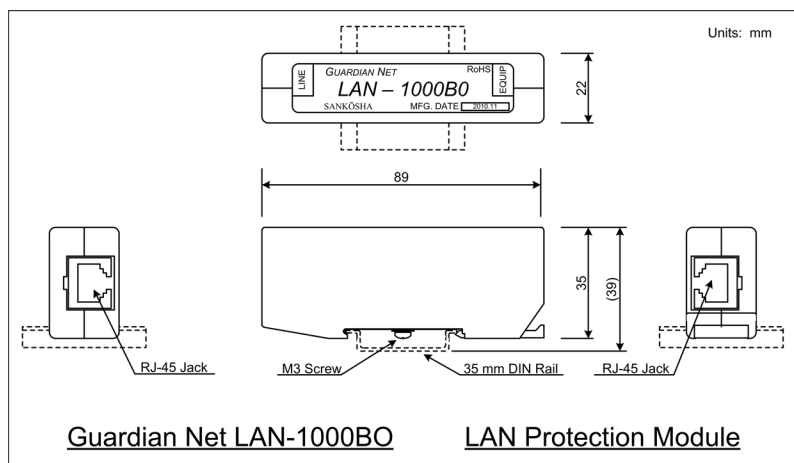 Units: mm
LINE
GUARDIAN NET
RoHS
EQUIP
LAN – 1000B0
SANKŌSHA
MFG. DATE 2010.11
22
89
35
(39)
RJ-45 Jack
M3 Screw
35 mm DIN Rail
RJ-45 Jack
Guardian Net LAN-1000BO
LAN Protection Module